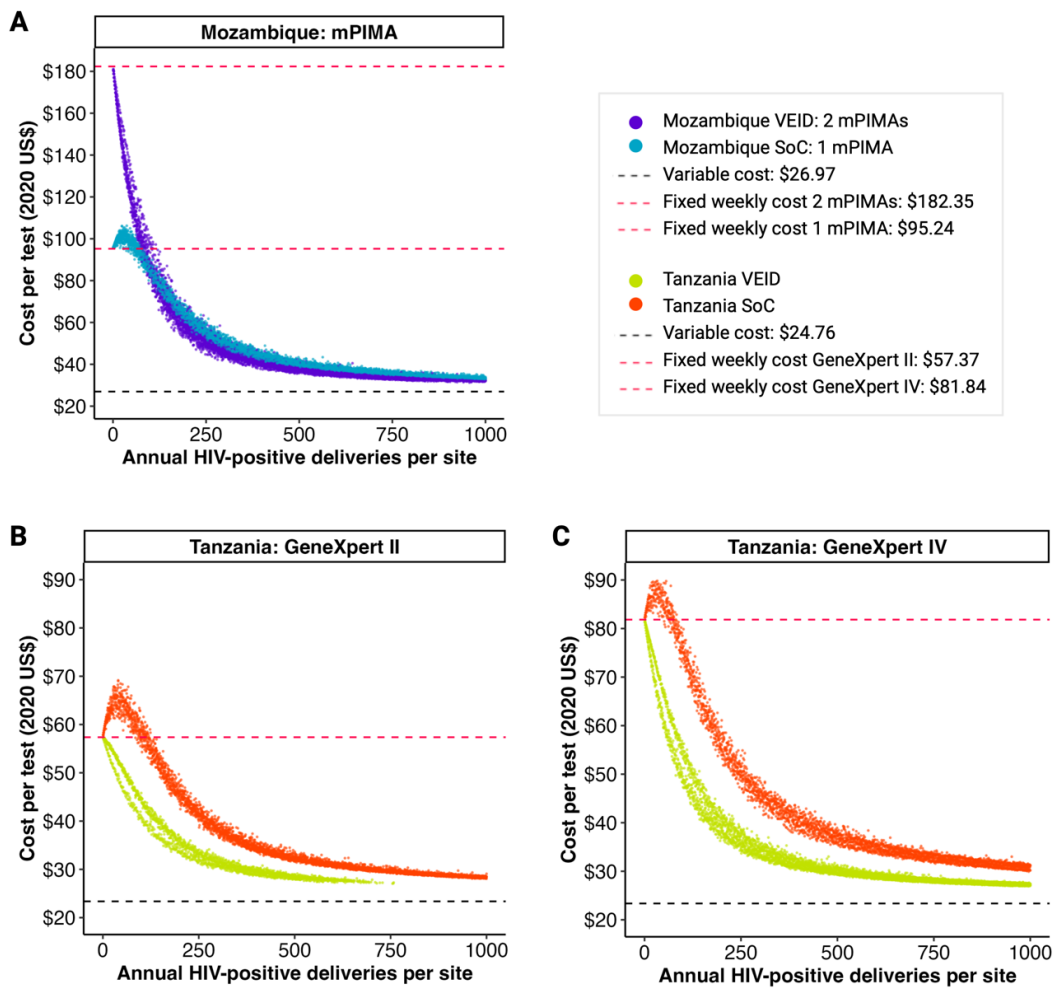 A
Mozambique: mPIMA
Cost per test (2020 US$)
$180
$160
$140
$120
$100
$80
$60
$40
$20
0
250
500
750
1000
Annual HIV-positive deliveries per site
Mozambique VEID: 2 mPIMAs
Mozambique SoC: 1 mPIMA
Variable cost: $26.97
Fixed weekly cost 2 mPIMAs: $182.35
Fixed weekly cost 1 mPIMA: $95.24
Tanzania VEID
Tanzania SoC
Variable cost: $24.76
Fixed weekly cost GeneXpert II: $57.37
Fixed weekly cost GeneXpert IV: $81.84
B
Tanzania: GeneXpert II
Cost per test (2020 US$)
$90
$80
$70
$60
$50
$40
$30
$20
0
250
500
750
1000
Annual HIV-positive deliveries per site
C
Tanzania: GeneXpert IV
Cost per test (2020 US$)
$90
$80
$70
$60
$50
$40
$30
$20
0
250
500
750
1000
Annual HIV-positive deliveries per site